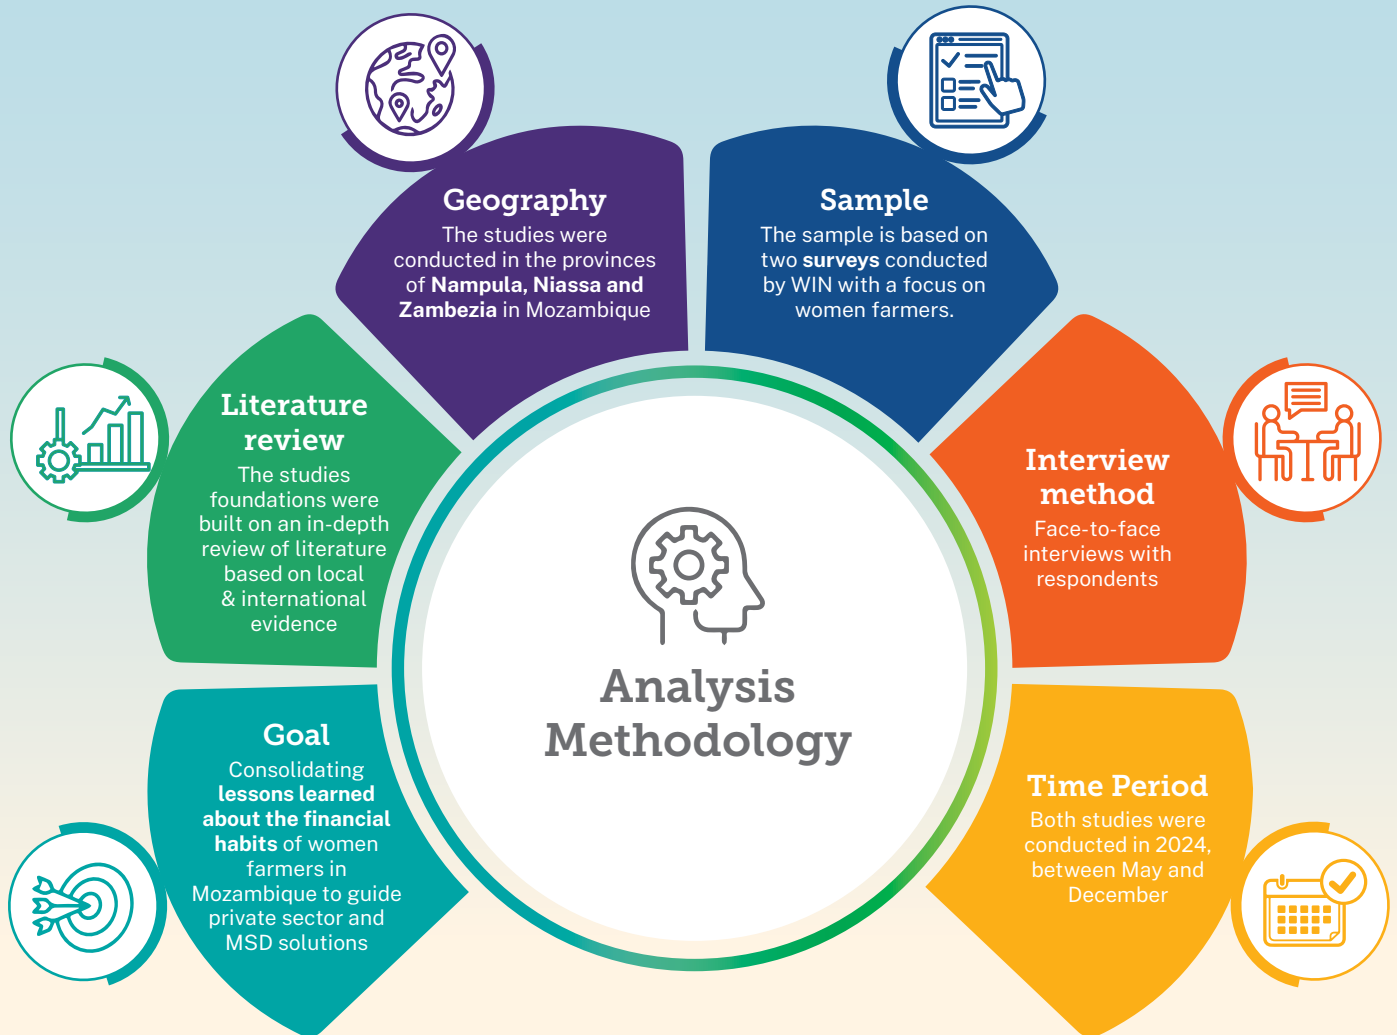 Geography
The studies were
conducted in the provinces
of Nampula, Niassa and
Zambezia in Mozambique
Sample
The sample is based on
two surveys conducted
by WIN with a focus on
women farmers.
Literature
review
The studies
foundations were
built on an in-depth
review of literature
based on local
& international
evidence
Interview
method
Face-to-face
interviews with
respondents
Analysis
Methodology
Goal
Consolidating
lessons learned
about the financial
habits of women
farmers in
Mozambique to guide
private sector and
MSD solutions
Time Period
Both studies were
conducted in 2024,
between May and
December